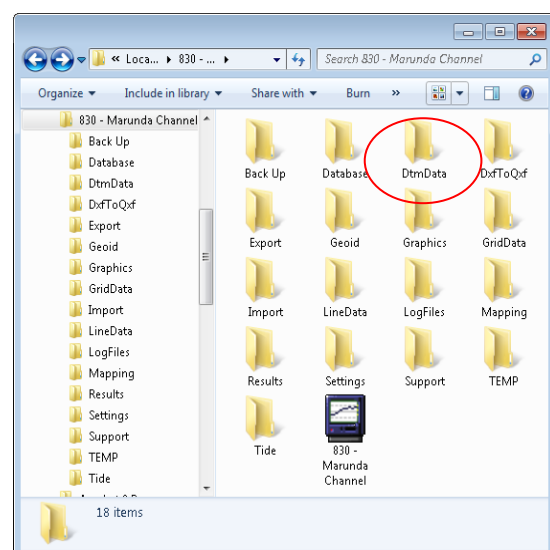 « Loca... 830 - ...
Search 830 - Marunda Channel
Organize Include in library Share with Burn »
830 - Marunda Channel
Back Up
Database
DtmData
DxfToQxf
Export
Geoid
Graphics
GridData
Import
LineData
LogFiles
Mapping
Results
Settings
Support
TEMP
Tide
Back Up Database DtmData DxfToQxf
Export Geoid Graphics GridData
Import LineData LogFiles Mapping
Results Settings Support TEMP
Tide 830 -
Marunda
Channel
18 items